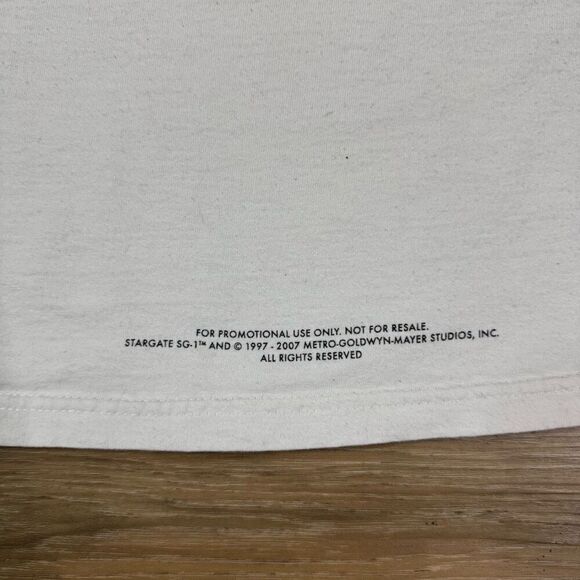 FOR PROMOTIONAL USE ONLY. NOT FOR RESALE.
STARGATE SG-1™ AND © 1997 - 2007 METRO-GOLDWYN-MAYER STUDIOS, INC.
ALL RIGHTS RESERVED